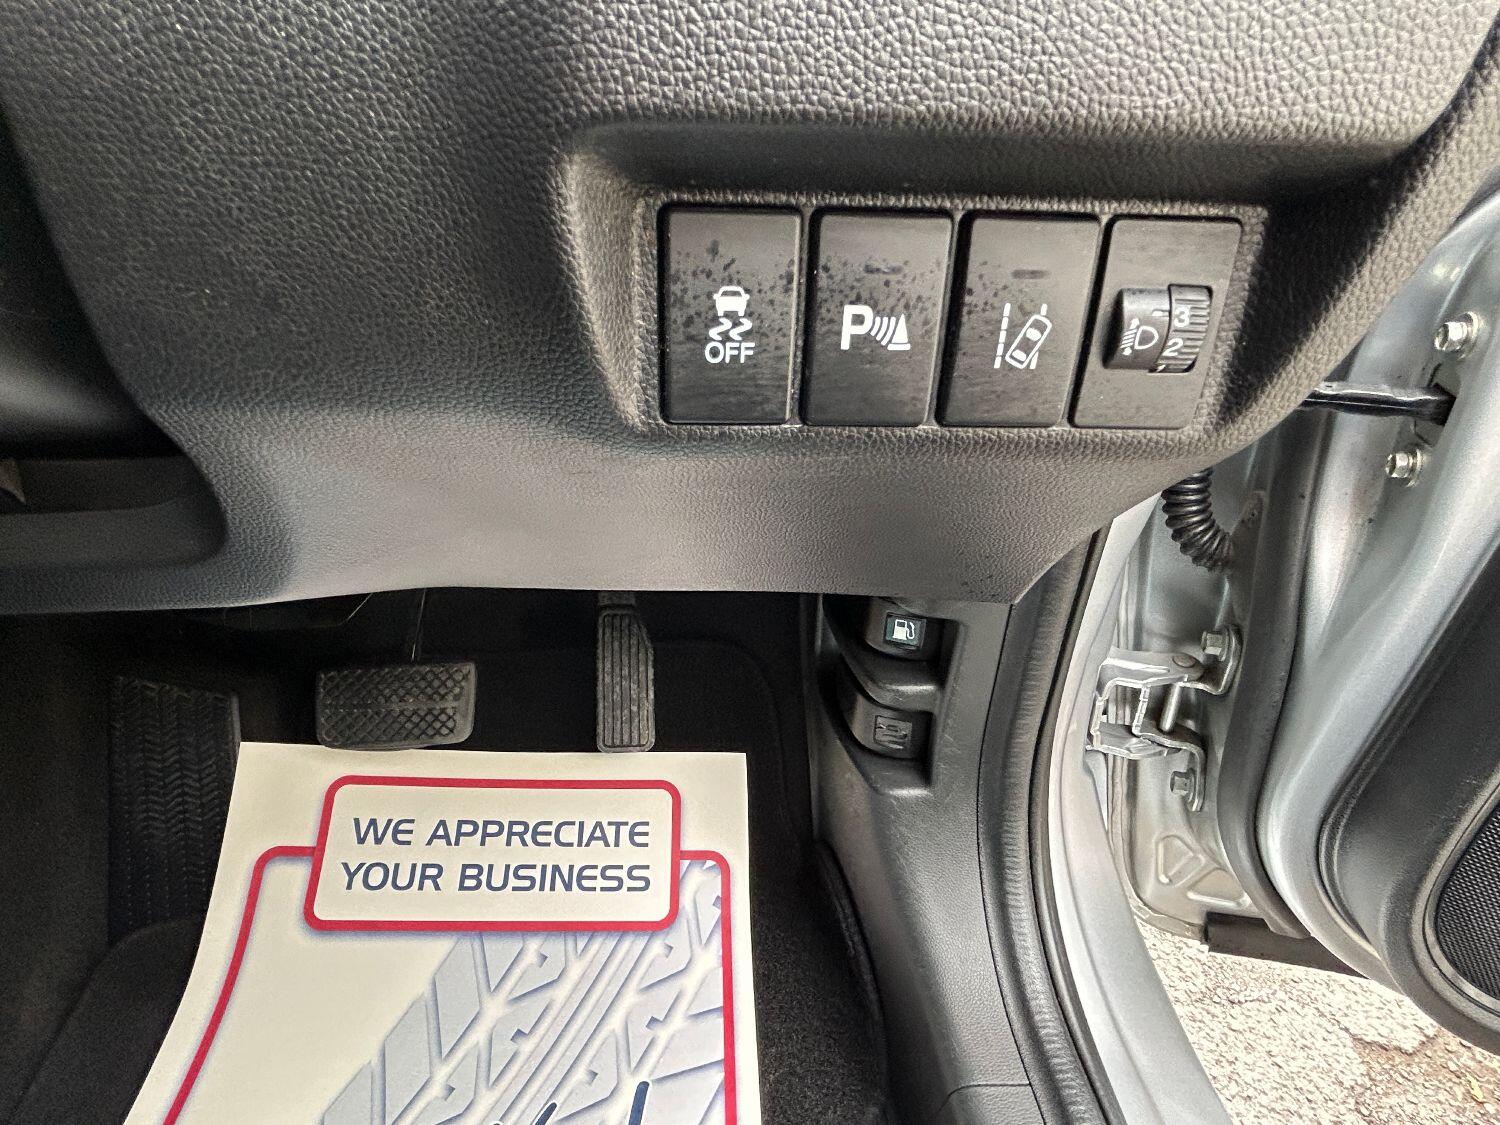 OFF
P
3
2
WE APPRECIATE
YOUR BUSINESS